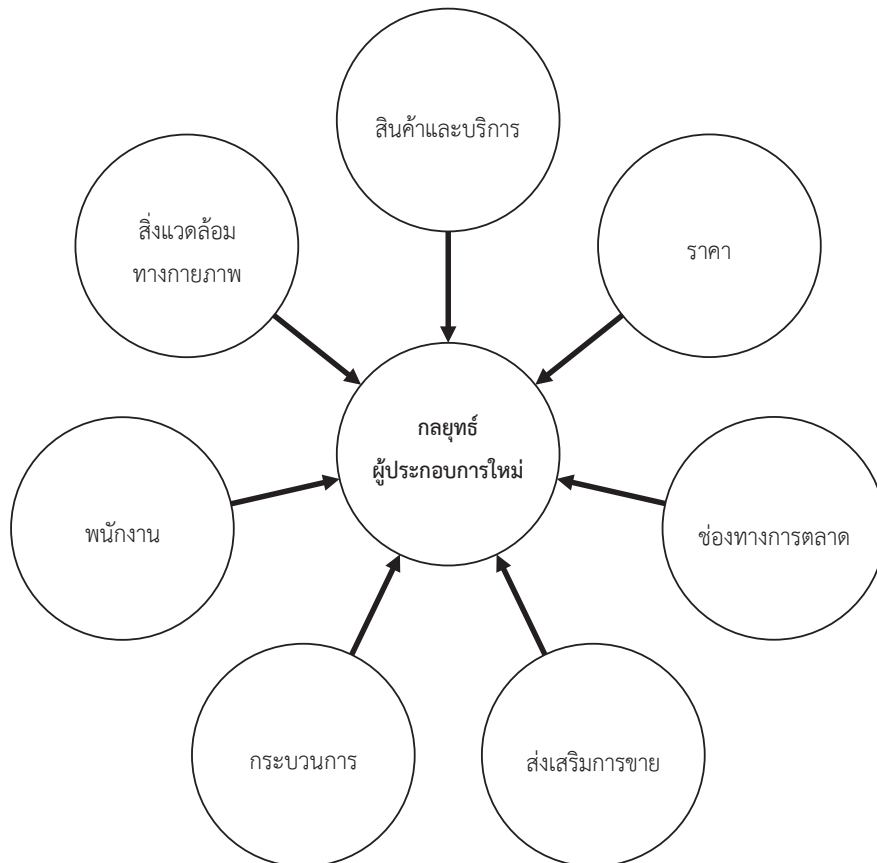 สินค้าและบริการ
สิ่งแวดล้อม
ทางกายภาพ
ราคา
กลยุทธ์
ผู้ประกอบการใหม่
พนักงาน
ช่องทางการตลาด
กระบวนการ
ส่งเสริมการขาย